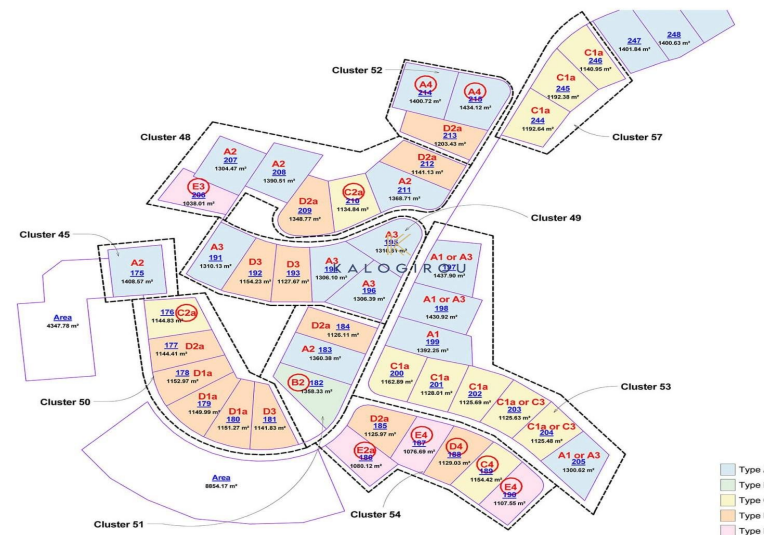 247
1401.84 m²
248
1400.63 m²
C1a
246
1140.95 m²
C1a
245
1192.38 m²
C1a
244
1192.64 m²
Cluster 57
Cluster 52
A4
214
1400.72 m²
A4
215
1434.12 m²
D2a
213
1203.43 m²
Cluster 48
A2
207
1304.47 m²
A2
208
1390.51 m²
E3
206
1038.01 m²
D2a
209
1348.77 m²
C2a
210
1134.84 m²
D2a
212
1141.13 m²
A2
211
1368.71 m²
Cluster 49
A3
A3
191
1310.13 m²
D3
192
1154.23 m²
D3
193
1127.67 m²
A3
1306.10 m²
A3
196
1306.39 m²
KALOGIROU
A1 or A3
197
1437.90 m²
A1 or A3
198
1430.92 m²
A1
199
1392.25 m²
Cluster 45
A2
175
1408.57 m²
Area
4347.78 m²
176 C2a
1144.83 m²
177 D2a
1144.41 m²
178 D1a
1152.97 m²
D1a
179
1149.99 m²
D1a
180
1151.27 m²
D3
181
1141.83 m²
Cluster 50
D2a 184
1126.11 m²
A2 183
1360.38 m²
B2 182
1358.33 m²
C1a
200
1162.89 m²
C1a
201
1128.01 m²
C1a
202
1125.69 m²
C1a or C3
203
1125.63 m²
C1a or C3
204
1125.48 m²
A1 or A3
205
1300.62 m²
Cluster 53
D2a
185
1125.97 m²
E2a
186
1080.12 m²
E4
187
1076.69 m²
D4
188
1129.03 m²
C4
189
1154.42 m²
E4
190
1107.55 m²
Area
8854.17 m²
Cluster 51
Cluster 54
Type
Type
Type
Type
Type